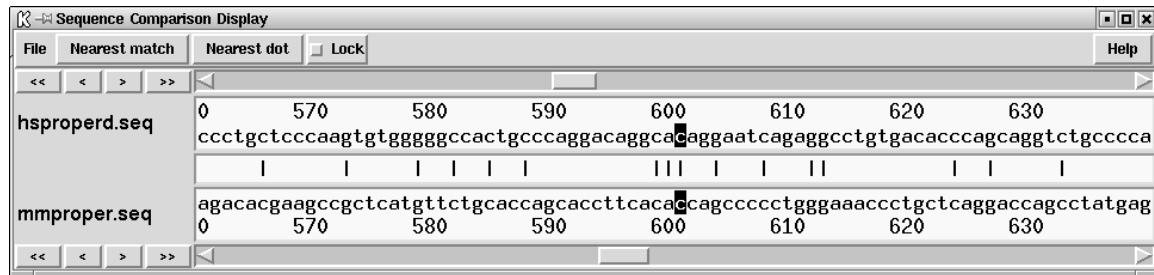 Sequence Comparison Display
File Nearest match Nearest dot Lock Help
<< < > >>
0 570 580 590 600 610 620 630
hsproperd.seq
ccctgctcccaagtgtgggggccactgcccaggacaggcacaggaatcagaggcctgtgacacccagcaggtctgcccca
agacacgaagccgctcatgttctgcaccagcaccttcacaccagccccctgggaaaccctgctcaggaccagcctatgag
mmproper.seq
0 570 580 590 600 610 620 630
<< < > >>